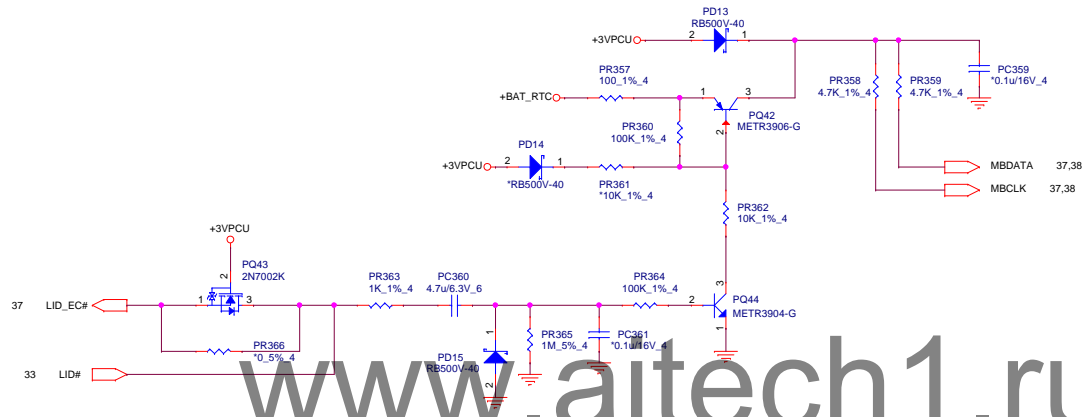 PD13
RB500V-40
+3VPCU
2
1
PR357
100_1%_4
+BAT_RTC
1
3
PQ42
METR3906-G
2
PR358
4.7K_1%_4
PR359
4.7K_1%_4
PC359
*0.1u/16V_4
PR360
100K_1%_4
PD14
+3VPCU
2
1
*RB500V-40
PR361
*10K_1%_4
MBDATA
37,38
MBCLK
37,38
PR362
10K_1%_4
+3VPCU
PQ43
2N7002K
2
1
3
37
LID_EC#
PR363
1K_1%_4
PC360
4.7u/6.3V_6
PR364
100K_1%_4
2
3
PQ44
METR3904-G
1
PR366
*0_5%_4
1
PD15
RB500V-40
2
PR365
1M_5%_4
PC361
*0.1u/16V_4
33
LID#
www.aitech1.ru